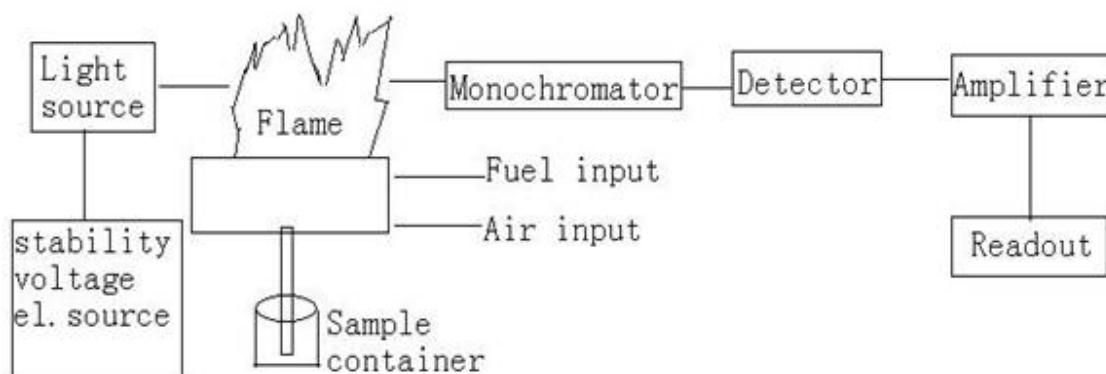 Light
source
Flame
Monochromator
Detector
Amplifier
Fuel input
Air input
stability
voltage
el. source
Readout
Sample
container